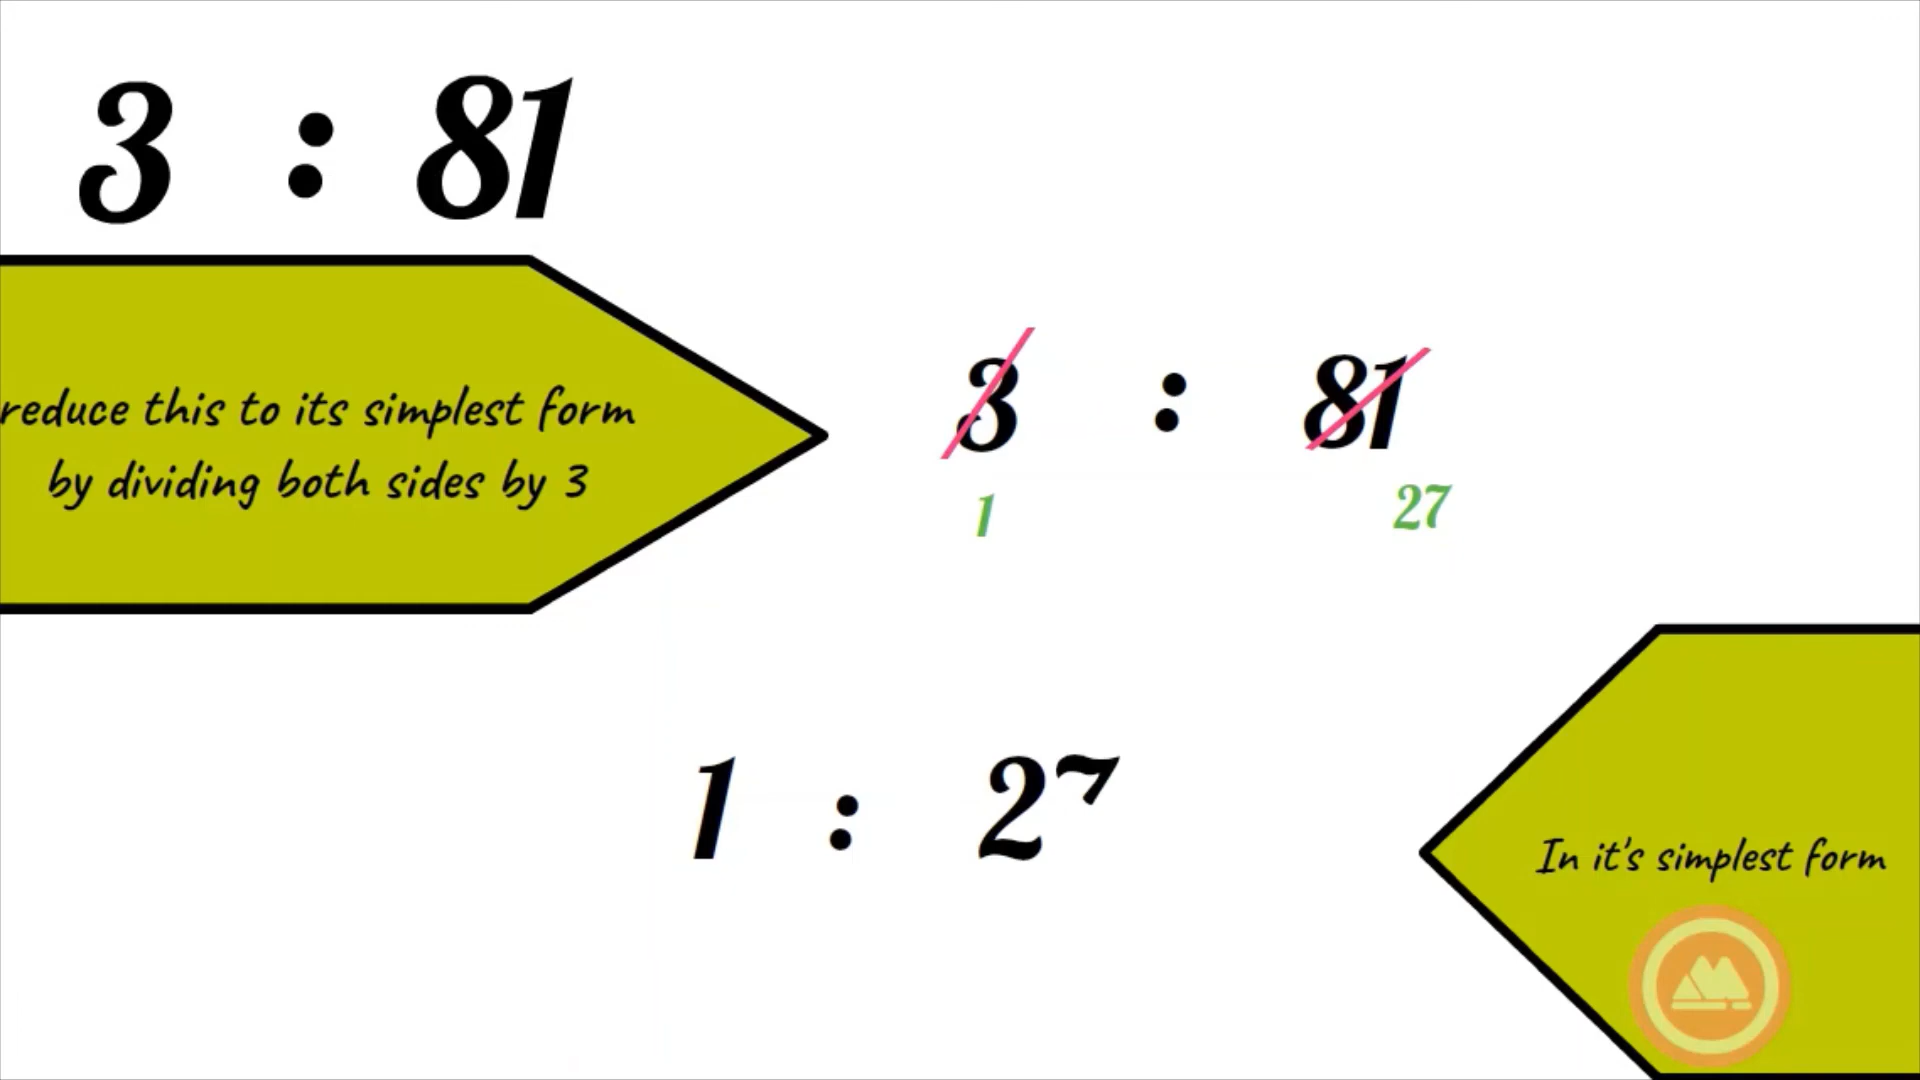 3 : 81
reduce this to its simplest form
by dividing both sides by 3
3 : 81
1 27
1 : 27
In it's simplest form